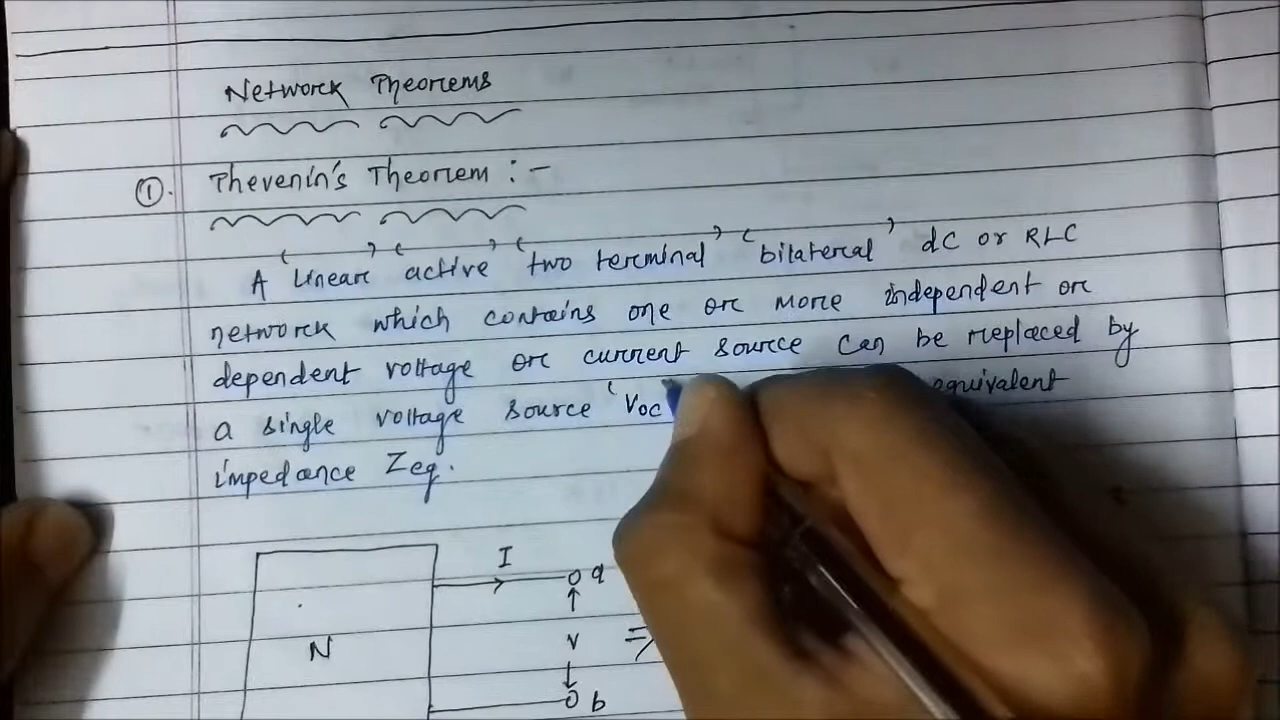 Network Theorems
①. Thevenin's Theorem : -
A linear active two terminal bilateral dc or RLC
network which contains one or more independent or
dependent voltage or current source can be replaced by
a single voltage source Voc equivalent
impedance Zeq.
I
a
N
v
⇒
b